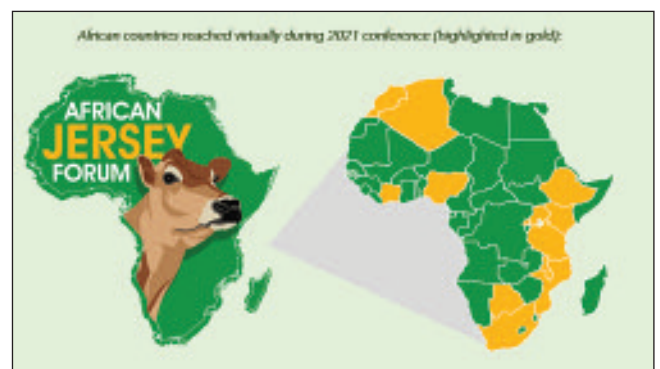 African countries reached virtually during 2021 conference (highlighted in gold):
AFRICAN
JERSEY
FORUM